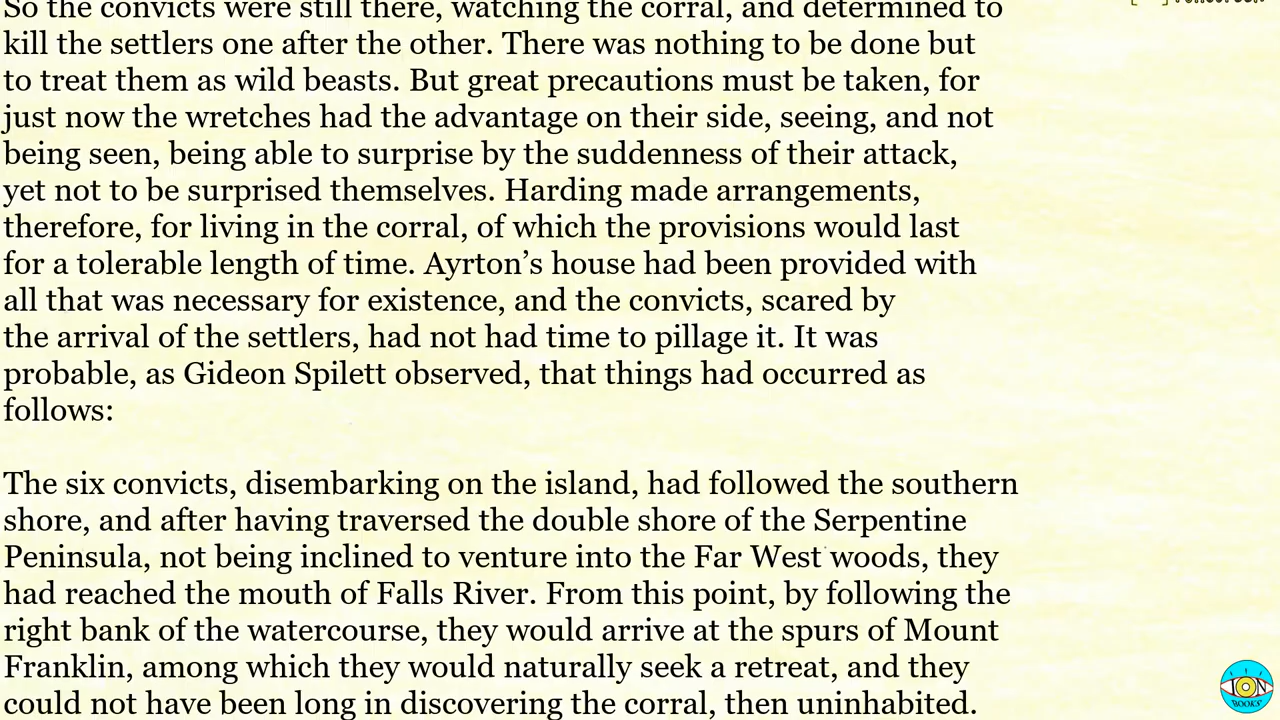 So the convicts were still there, watching the corral, and determined to
kill the settlers one after the other. There was nothing to be done but
to treat them as wild beasts. But great precautions must be taken, for
just now the wretches had the advantage on their side, seeing, and not
being seen, being able to surprise by the suddenness of their attack,
yet not to be surprised themselves. Harding made arrangements,
therefore, for living in the corral, of which the provisions would last
for a tolerable length of time. Ayrton’s house had been provided with
all that was necessary for existence, and the convicts, scared by
the arrival of the settlers, had not had time to pillage it. It was
probable, as Gideon Spilett observed, that things had occurred as
follows:
The six convicts, disembarking on the island, had followed the southern
shore, and after having traversed the double shore of the Serpentine
Peninsula, not being inclined to venture into the Far West woods, they
had reached the mouth of Falls River. From this point, by following the
right bank of the watercourse, they would arrive at the spurs of Mount
Franklin, among which they would naturally seek a retreat, and they
could not have been long in discovering the corral, then uninhabited.
ION
BOOKS